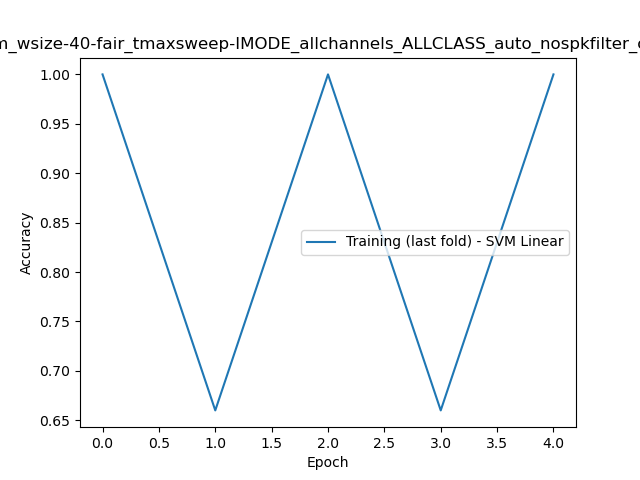 m_wsize-40-fair_tmaxsweep-IMODE_allchannels_ALLCLASS_auto_nospkfilter_
1.00
0.95
0.90
0.85
0.80
0.75
0.70
0.65
Accuracy
Training (last fold) - SVM Linear
0.0 0.5 1.0 1.5 2.0 2.5 3.0 3.5 4.0
Epoch